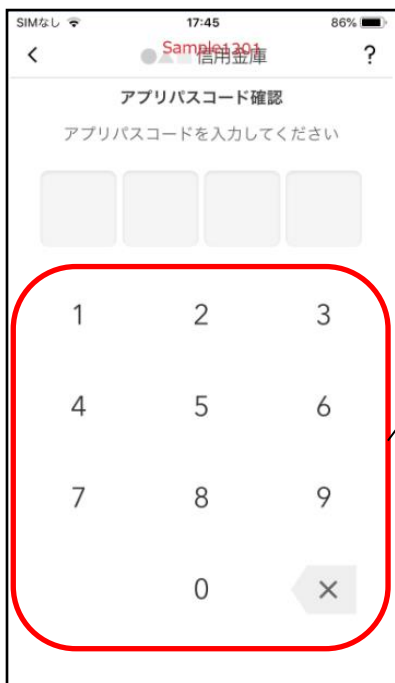 SIMなし 17:45 86%
●▲■信用金庫 ?
Sample1201
アプリパスコード確認
アプリパスコードを入力してください
1 2 3
4 5 6
7 8 9
0 ×